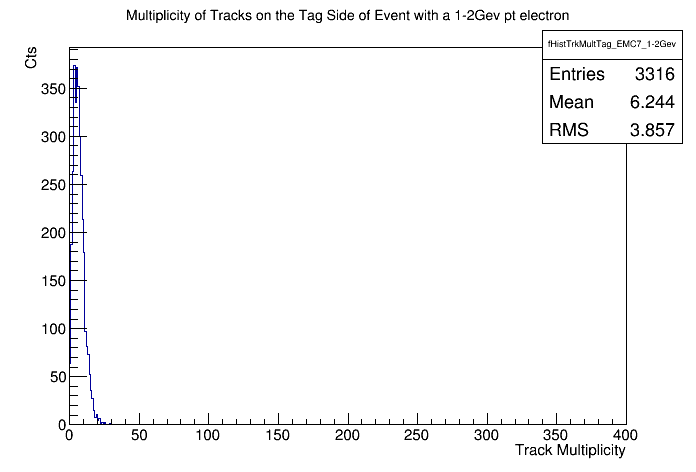 Multiplicity of Tracks on the Tag Side of Event with a 1-2Gev pt electron
fHistTrkMultTag_EMC7_1-2Gev
Entries 3316
Mean 6.244
RMS 3.857
Cts
350
300
250
200
150
100
50
0
0 50 100 150 200 250 300 350 400
Track Multiplicity